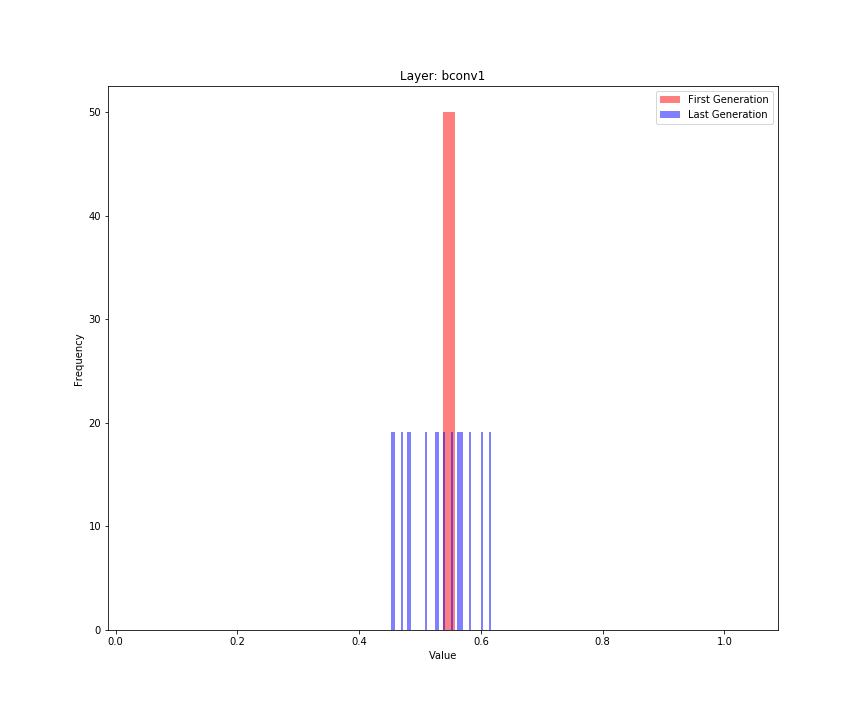 Layer: bconv1
First Generation
Last Generation
50
40
30
20
10
0
Frequency
0.0 0.2 0.4 0.6 0.8 1.0
Value